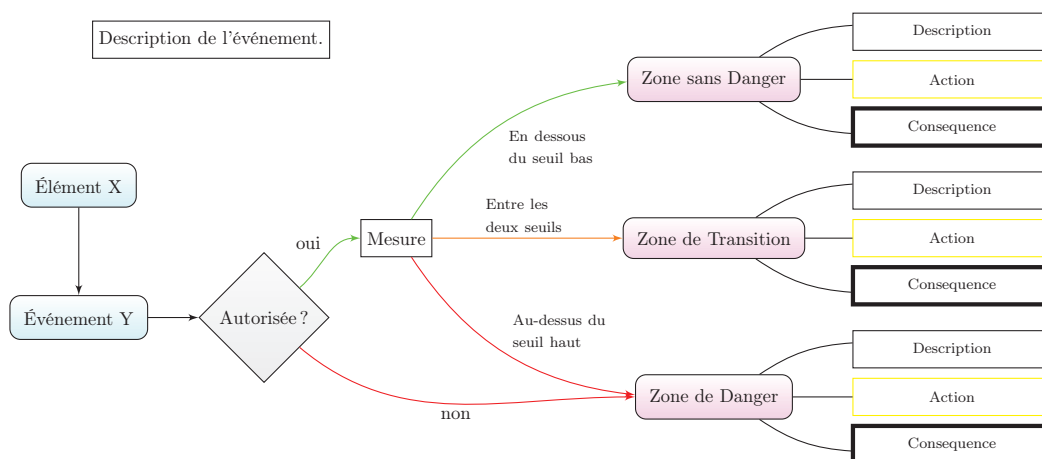 Description de l'événement.
Élément X
Événement Y
Autorisée ?
oui
non
Mesure
En dessous
du seuil bas
Entre les
deux seuils
Au-dessus du
seuil haut
Zone sans Danger
Description
Action
Consequence
Zone de Transition
Description
Action
Consequence
Zone de Danger
Description
Action
Consequence